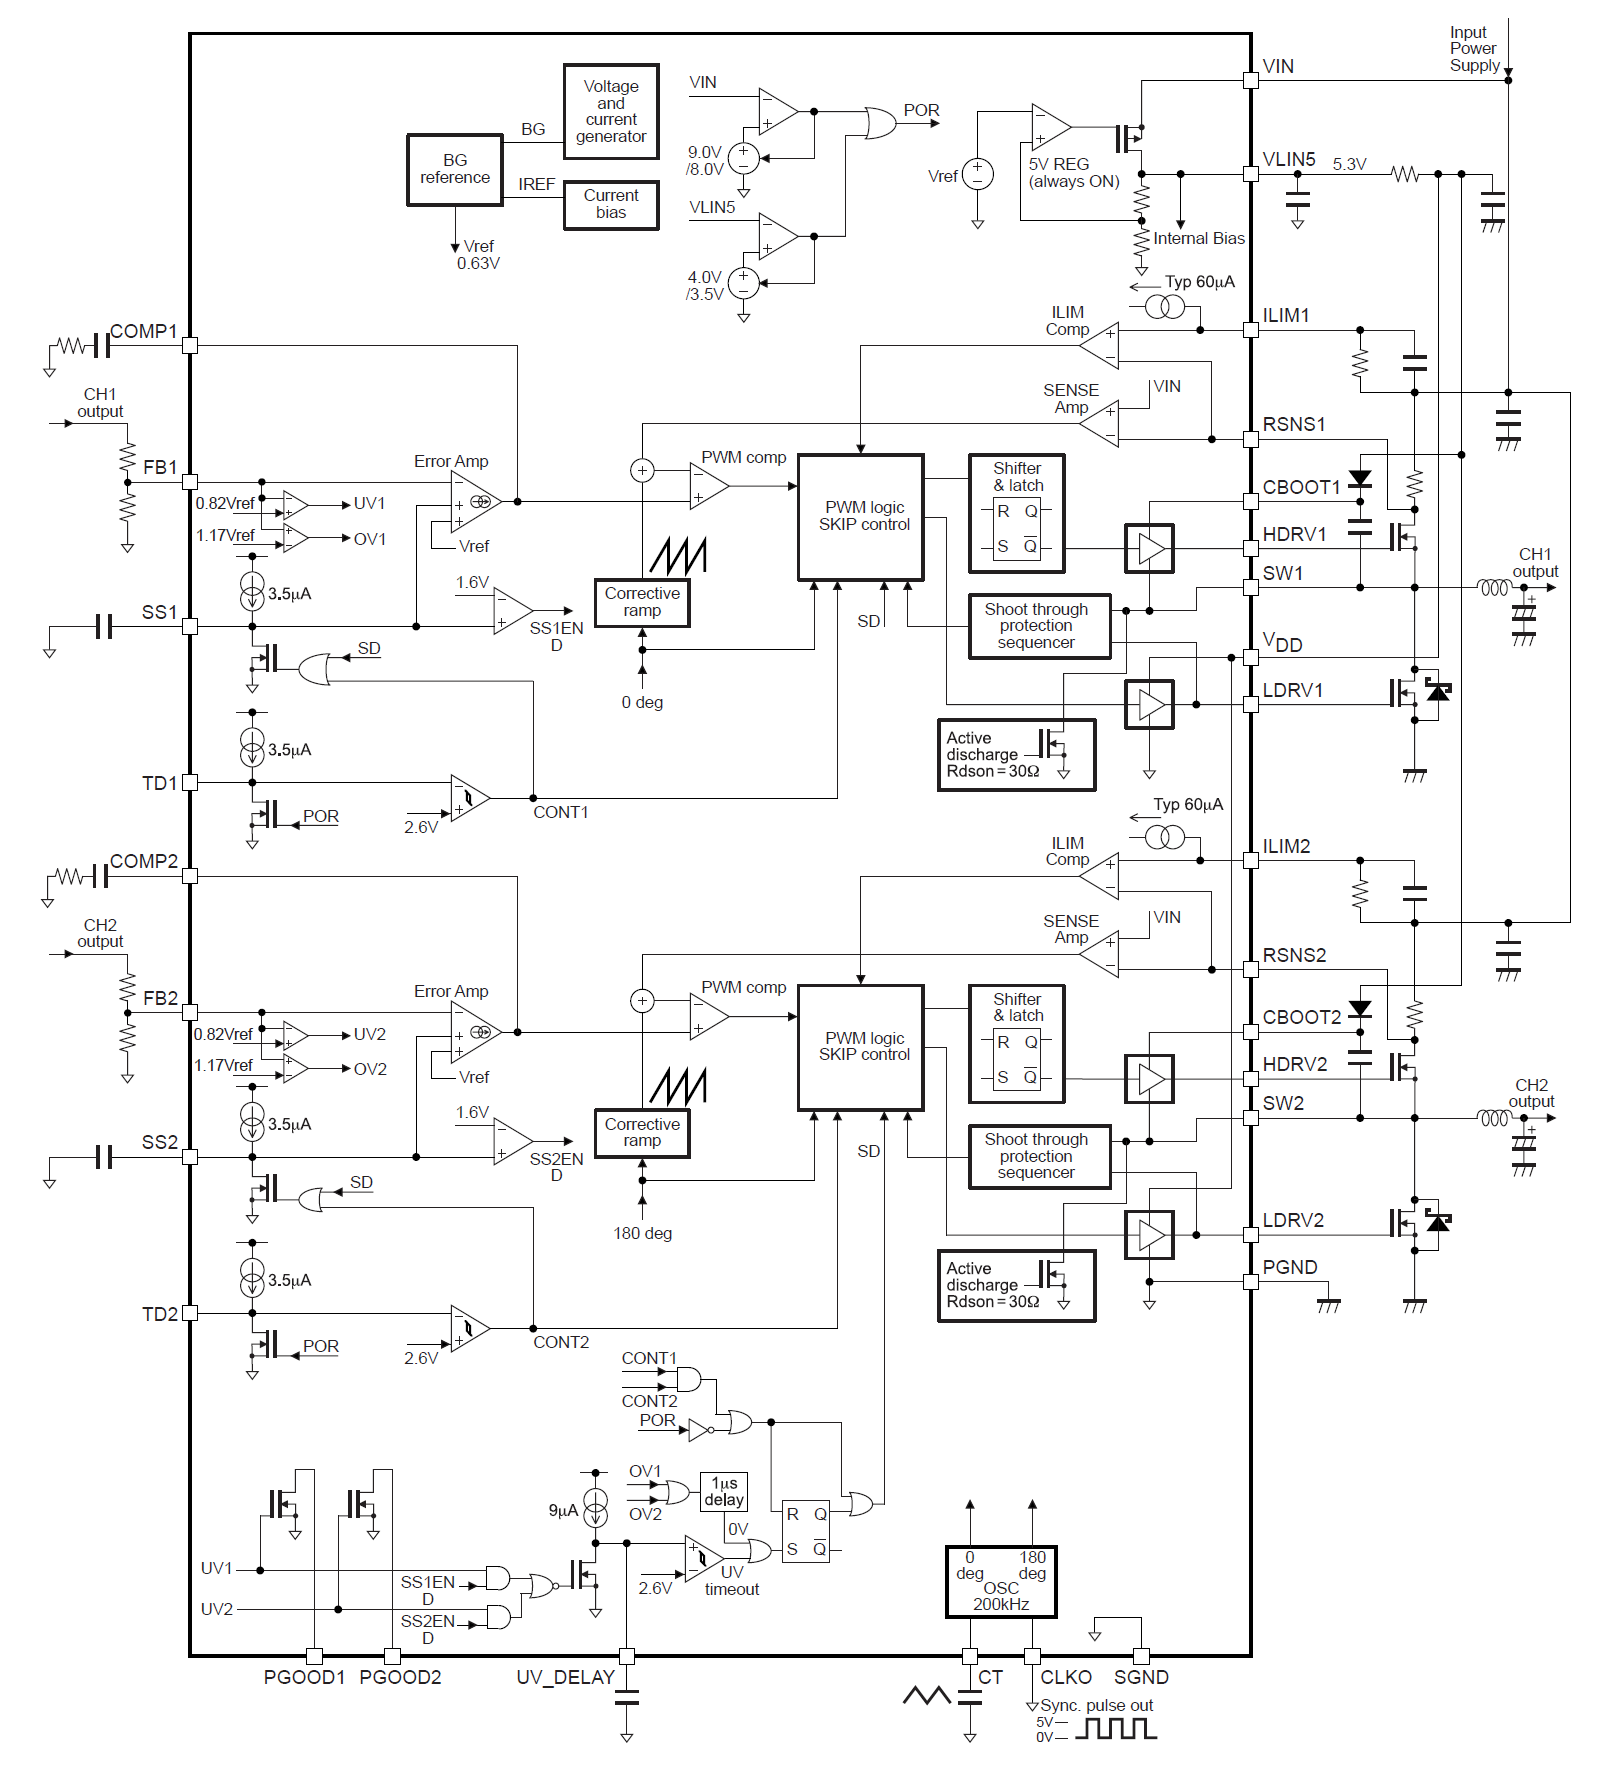 Input
Power
Supply
VIN
Voltage
and
current
generator
VIN
POR
BG
BG
reference
9.0V
/8.0V
5V REG
(always ON)
Vref
VLIN5
5.3V
IREF
Current
bias
VLIN5
Vref
0.63V
Internal Bias
4.0V
/3.5V
Typ 60μA
ILIM
Comp
ILIM1
COMP1
CH1
output
SENSE
Amp
VIN
RSNS1
FB1
Error Amp
PWM comp
Shifter
& latch
CBOOT1
0.82Vref
UV1
PWM logic
SKIP control
R
Q
HDRV1
1.17Vref
OV1
Vref
S
Q
CH1
output
3.5μA
1.6V
Corrective
ramp
SW1
SS1
SS1EN
D
SD
Shoot through
protection
sequencer
VDD
SD
0 deg
LDRV1
3.5μA
Active
discharge
Rdson = 30Ω
TD1
POR
2.6V
CONT1
Typ 60μA
ILIM
Comp
ILIM2
COMP2
CH2
output
SENSE
Amp
VIN
RSNS2
FB2
Error Amp
PWM comp
Shifter
& latch
CBOOT2
0.82Vref
UV2
PWM logic
SKIP control
R
Q
HDRV2
1.17Vref
OV2
Vref
S
Q
CH2
output
3.5μA
1.6V
Corrective
ramp
SW2
SS2
SS2EN
D
SD
Shoot through
protection
sequencer
SD
180 deg
LDRV2
3.5μA
Active
discharge
Rdson = 30Ω
PGND
TD2
POR
2.6V
CONT2
CONT1
CONT2
POR
OV1
OV2
1μs
delay
9μA
0V
R
Q
S
Q
UV1
SS1EN
D
2.6V
UV
timeout
0
deg
180
deg
OSC
200kHz
UV2
SS2EN
D
PGOOD1
PGOOD2
UV_DELAY
CT
CLKO
SGND
Sync. pulse out
5V
0V